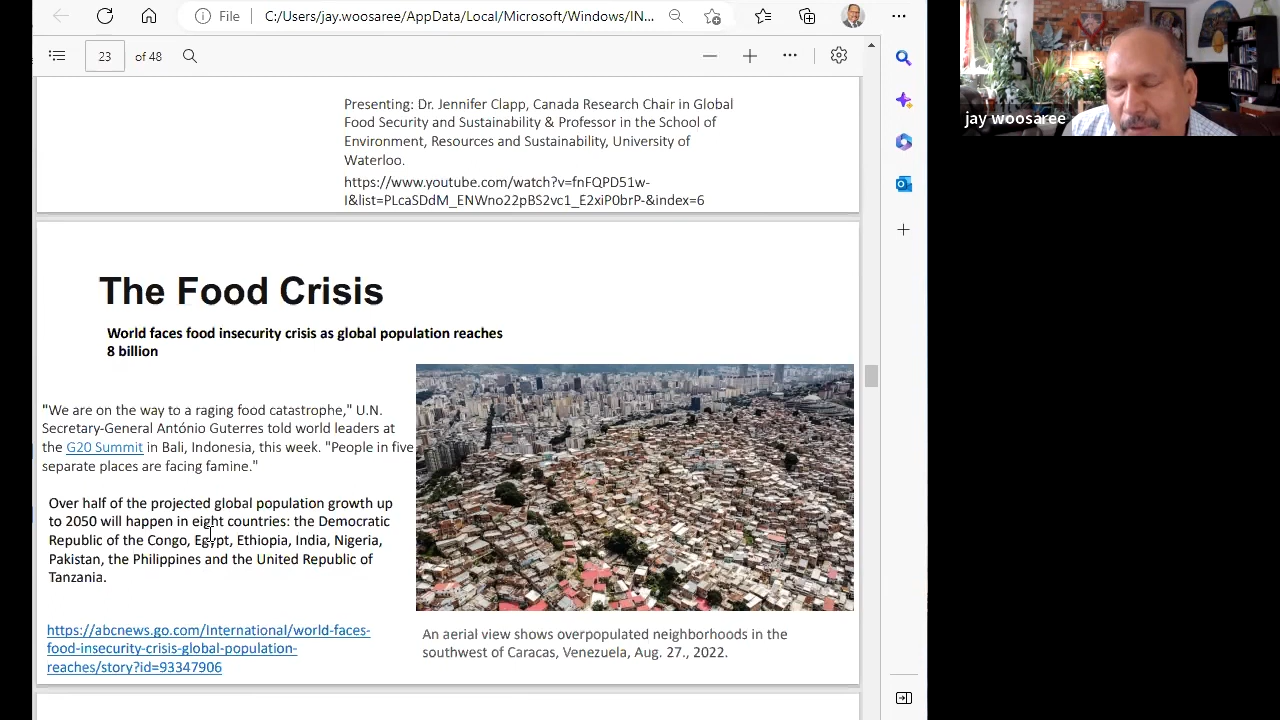 File
C:/Users/jay.woosaree/AppData/Local/Microsoft/Windows/IN...
23
of 48
jay woosaree
Presenting: Dr. Jennifer Clapp, Canada Research Chair in Global
Food Security and Sustainability & Professor in the School of
Environment, Resources and Sustainability, University of
Waterloo.
https://www.youtube.com/watch?v=fnFQPD51w-
I&list=PLcaSDdM_ENWno22pBS2vc1_E2xiP0brP-&index=6
The Food Crisis
World faces food insecurity crisis as global population reaches
8 billion
"We are on the way to a raging food catastrophe," U.N.
Secretary-General António Guterres told world leaders at
the G20 Summit in Bali, Indonesia, this week. "People in five
separate places are facing famine."
Over half of the projected global population growth up
to 2050 will happen in eight countries: the Democratic
Republic of the Congo, Egypt, Ethiopia, India, Nigeria,
Pakistan, the Philippines and the United Republic of
Tanzania.
https://abcnews.go.com/International/world-faces-
food-insecurity-crisis-global-population-
reaches/story?id=93347906
An aerial view shows overpopulated neighborhoods in the
southwest of Caracas, Venezuela, Aug. 27., 2022.